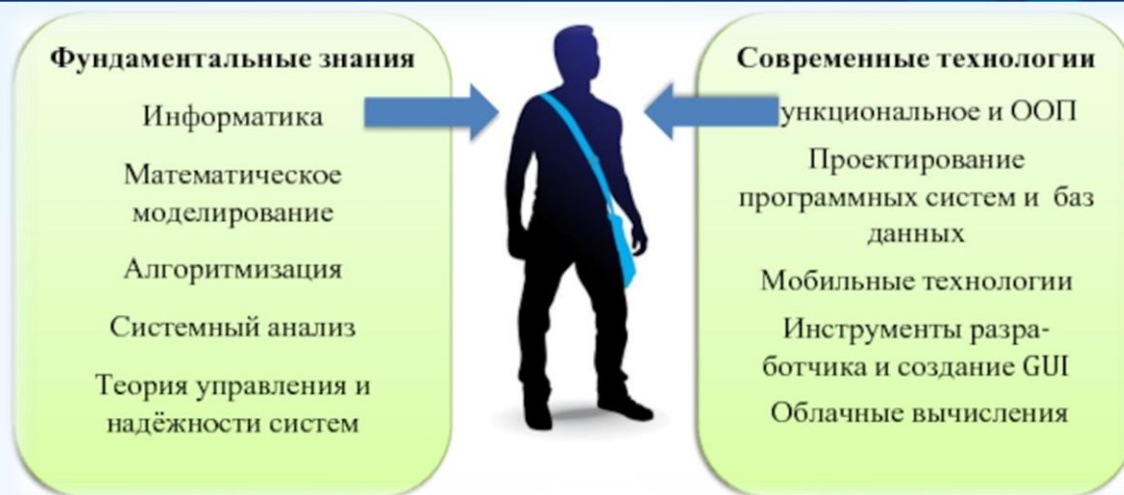 Фундаментальные знания
Информатика
Математическое
моделирование
Алгоритмизация
Системный анализ
Теория управления и
надёжности систем
Современные технологии
ункциональное и ООП
Проектирование
программных систем и баз
данных
Мобильные технологии
Инструменты разра-
ботчика и создание GUI
Облачные вычисления